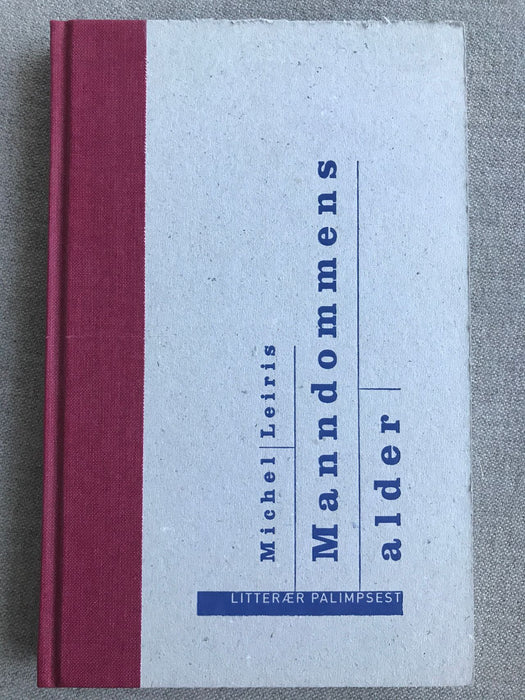 Michel Leiris
Manndommens
alder
LITTERÆR PALIMPSEST